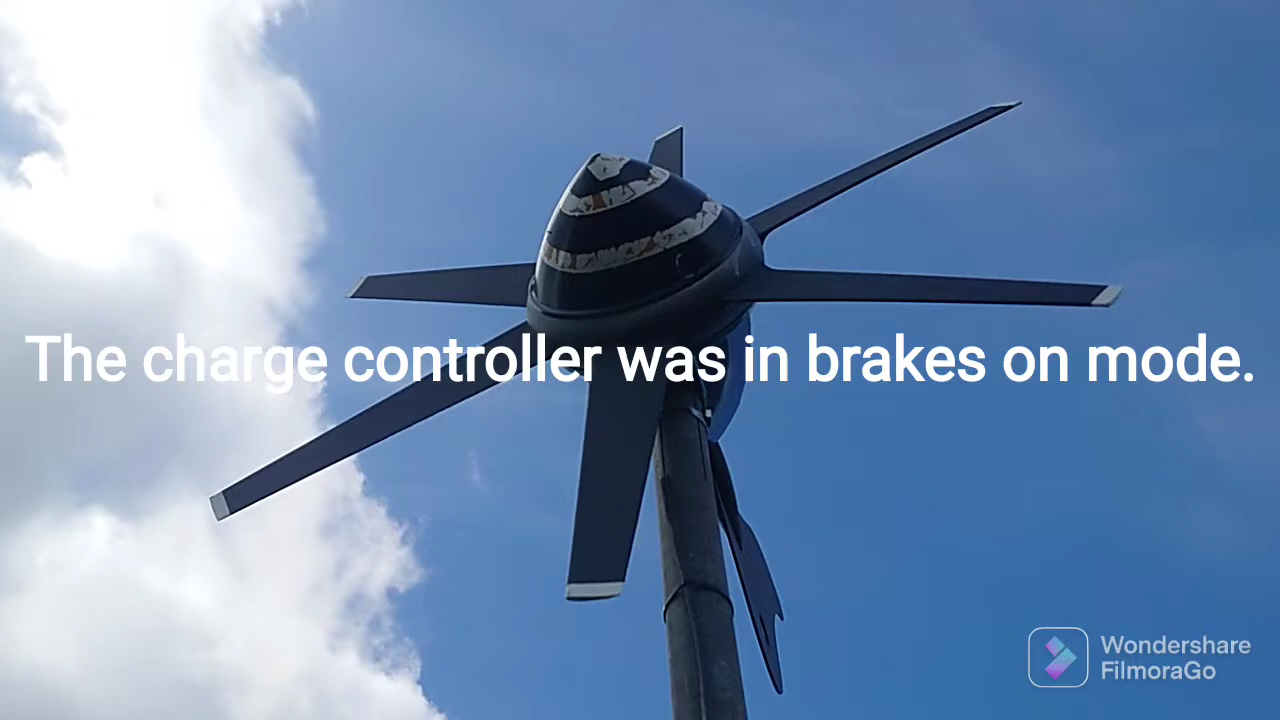 The charge controller was in brakes on mode.
Wondershare
FilmoraGo